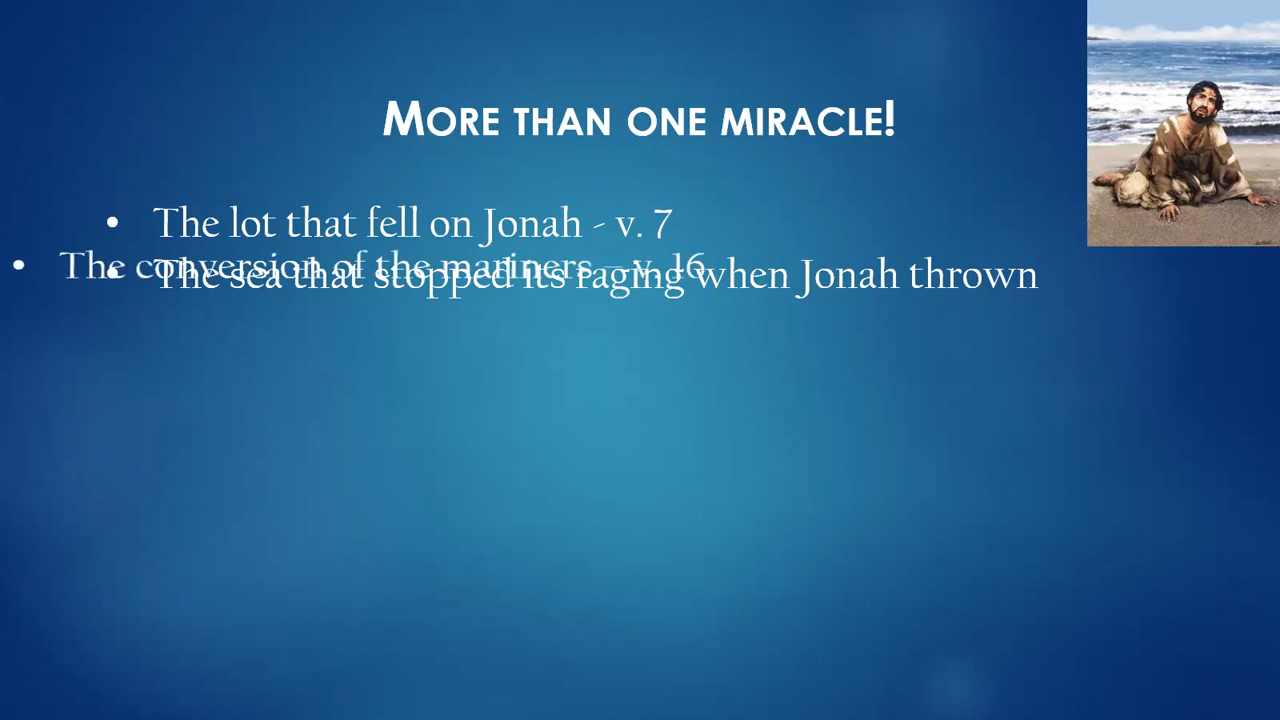 MORE THAN ONE MIRACLE!
• The lot that fell on Jonah - v. 7
• The conversion of the mariners – v. 16
• The sea that stopped its raging when Jonah thrown